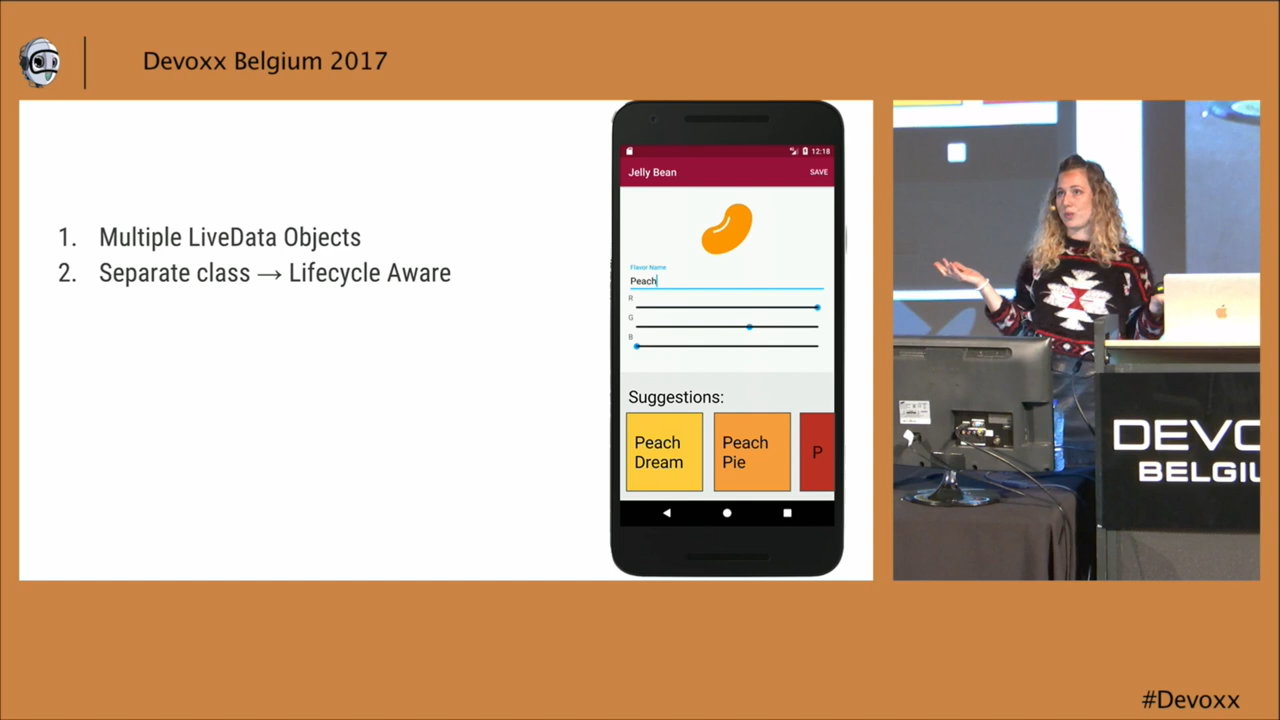 Devoxx Belgium 2017
1. Multiple LiveData Objects
2. Separate class → Lifecycle Aware
12:18
Jelly Bean SAVE
Flavor Name
Peach
R
G
B
Suggestions:
Peach
Dream
Peach
Pie
P
DEVO
BELGIU
#Devoxx